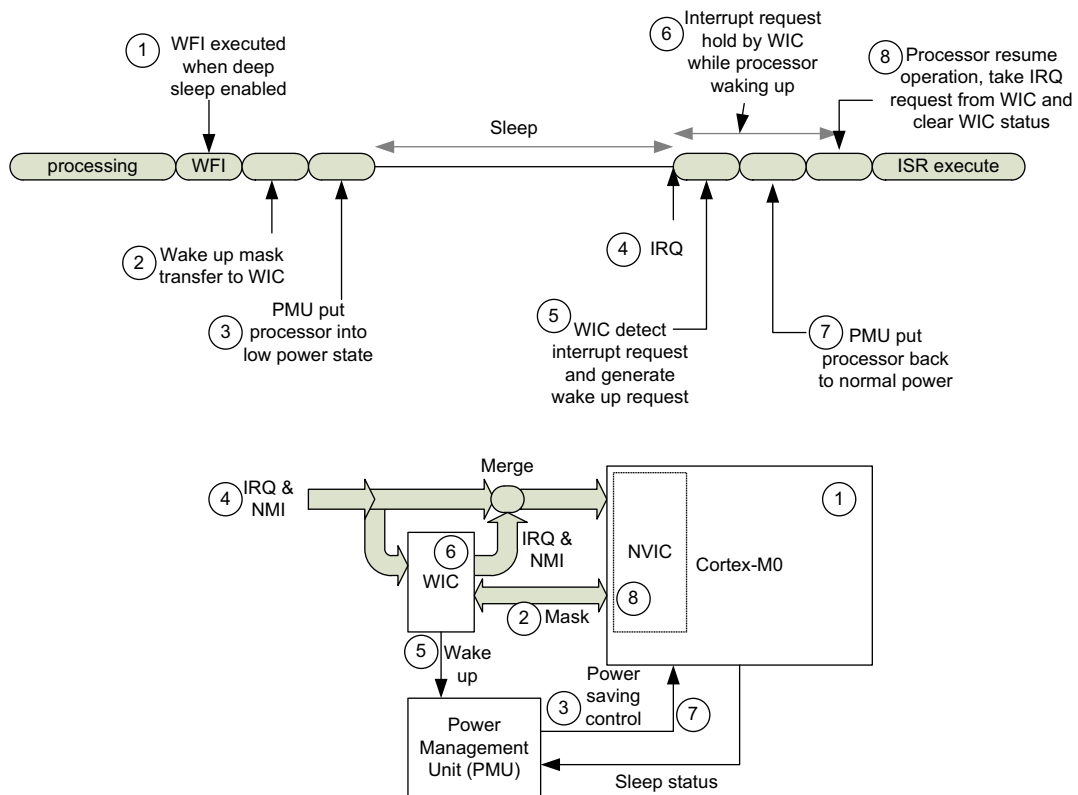 1
WFI executed
when deep
sleep enabled
6
Interrupt request
hold by WIC
while processor
waking up
8
Processor resume
operation, take IRQ
request from WIC and
clear WIC status
Sleep
processing
WFI
ISR execute
2
Wake up mask
transfer to WIC
4
IRQ
3
PMU put
processor into
low power state
5
WIC detect
interrupt request
and generate
wake up request
7
PMU put
processor back
to normal power
Merge
4
IRQ &
NMI
1
6
WIC
IRQ &
NMI
NVIC
Cortex-M0
8
2
Mask
5
Wake
up
Power
saving
control
3
7
Power
Management
Unit (PMU)
Sleep status